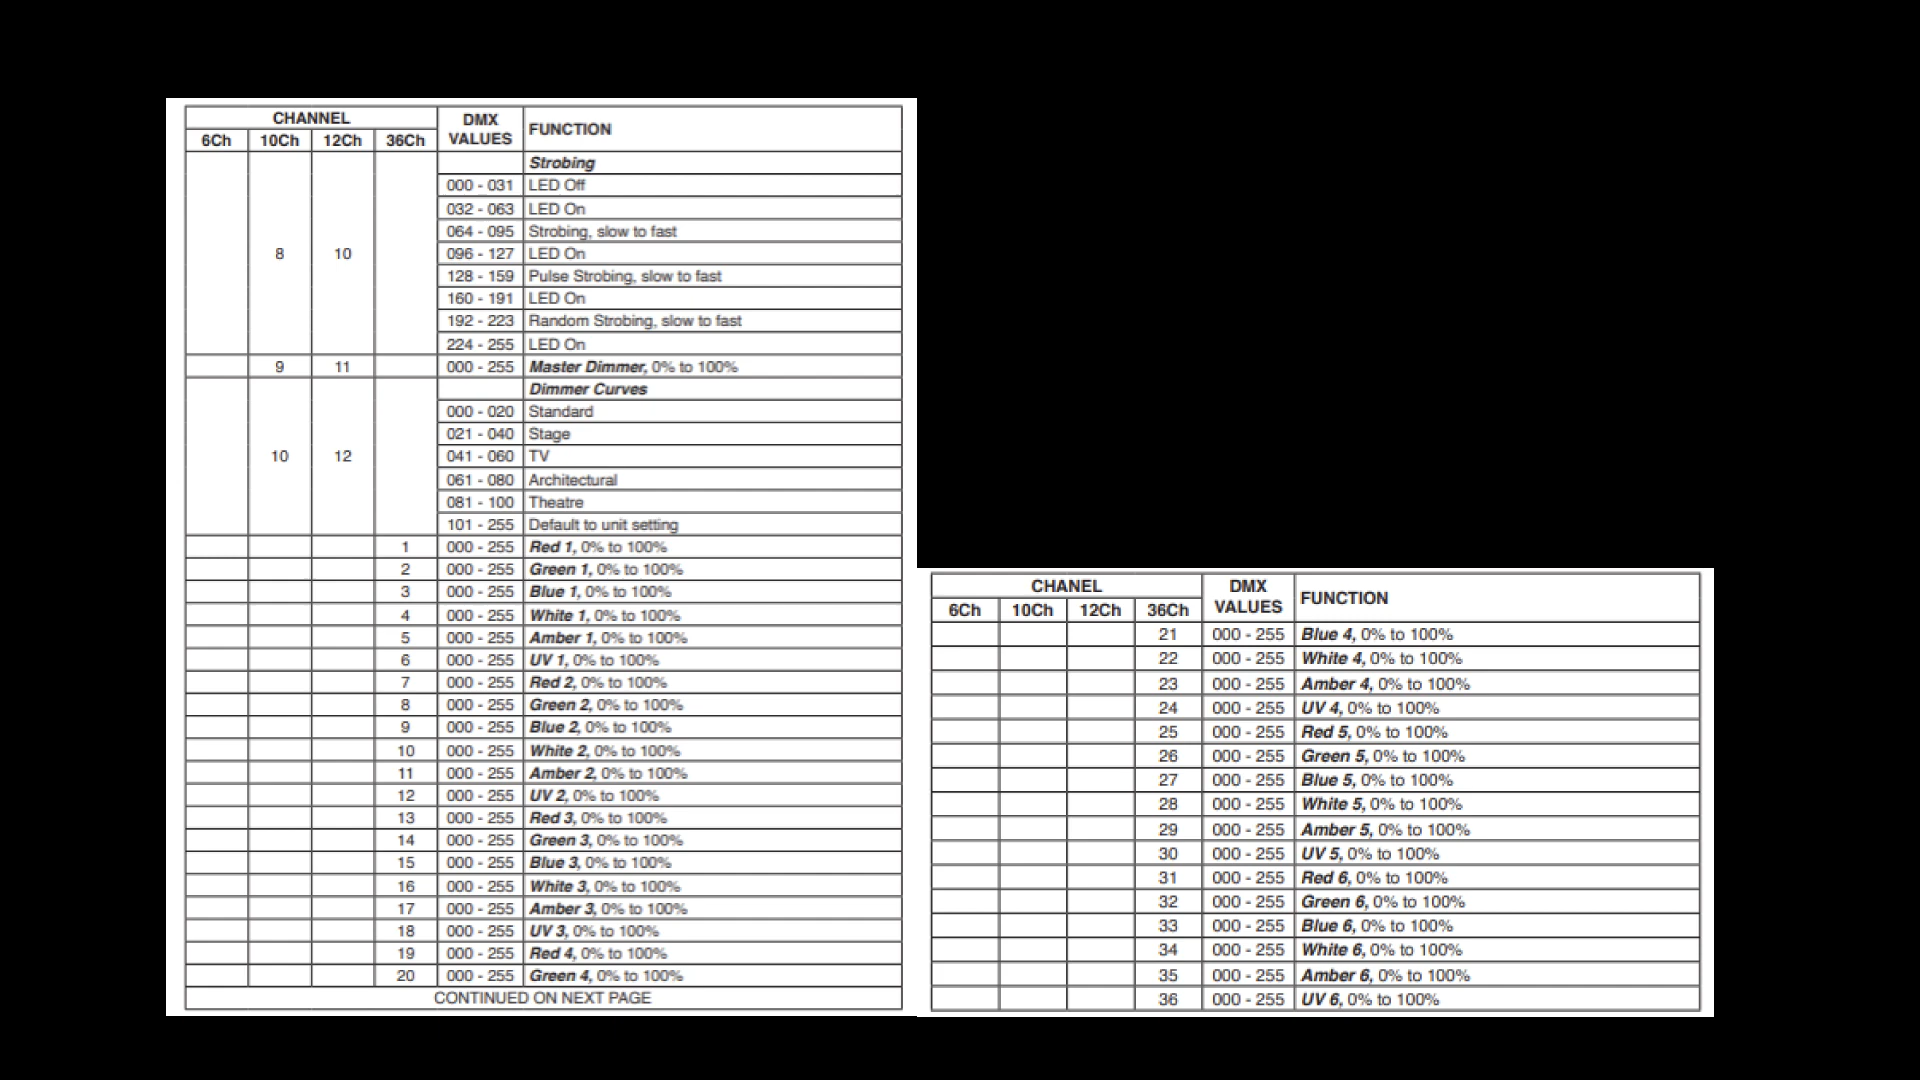 CHANNEL DMX VALUES FUNCTION
6Ch 10Ch 12Ch 36Ch
Strobing
000 - 031 LED Off
032 - 063 LED On
064 - 095 Strobing, slow to fast
8 10 096 - 127 LED On
128 - 159 Pulse Strobing, slow to fast
160 - 191 LED On
192 - 223 Random Strobing, slow to fast
224 - 255 LED On
9 11 000 - 255 Master Dimmer, 0% to 100%
Dimmer Curves
000 - 020 Standard
021 - 040 Stage
10 12 041 - 060 TV
061 - 080 Architectural
081 - 100 Theatre
101 - 255 Default to unit setting
1 000 - 255 Red 1, 0% to 100%
2 000 - 255 Green 1, 0% to 100%
3 000 - 255 Blue 1, 0% to 100%
4 000 - 255 White 1, 0% to 100%
5 000 - 255 Amber 1, 0% to 100%
6 000 - 255 UV 1, 0% to 100%
7 000 - 255 Red 2, 0% to 100%
8 000 - 255 Green 2, 0% to 100%
9 000 - 255 Blue 2, 0% to 100%
10 000 - 255 White 2, 0% to 100%
11 000 - 255 Amber 2, 0% to 100%
12 000 - 255 UV 2, 0% to 100%
13 000 - 255 Red 3, 0% to 100%
14 000 - 255 Green 3, 0% to 100%
15 000 - 255 Blue 3, 0% to 100%
16 000 - 255 White 3, 0% to 100%
17 000 - 255 Amber 3, 0% to 100%
18 000 - 255 UV 3, 0% to 100%
19 000 - 255 Red 4, 0% to 100%
20 000 - 255 Green 4, 0% to 100%
CONTINUED ON NEXT PAGE
CHANEL DMX VALUES FUNCTION
6Ch 10Ch 12Ch 36Ch
21 000 - 255 Blue 4, 0% to 100%
22 000 - 255 White 4, 0% to 100%
23 000 - 255 Amber 4, 0% to 100%
24 000 - 255 UV 4, 0% to 100%
25 000 - 255 Red 5, 0% to 100%
26 000 - 255 Green 5, 0% to 100%
27 000 - 255 Blue 5, 0% to 100%
28 000 - 255 White 5, 0% to 100%
29 000 - 255 Amber 5, 0% to 100%
30 000 - 255 UV 5, 0% to 100%
31 000 - 255 Red 6, 0% to 100%
32 000 - 255 Green 6, 0% to 100%
33 000 - 255 Blue 6, 0% to 100%
34 000 - 255 White 6, 0% to 100%
35 000 - 255 Amber 6, 0% to 100%
36 000 - 255 UV 6, 0% to 100%